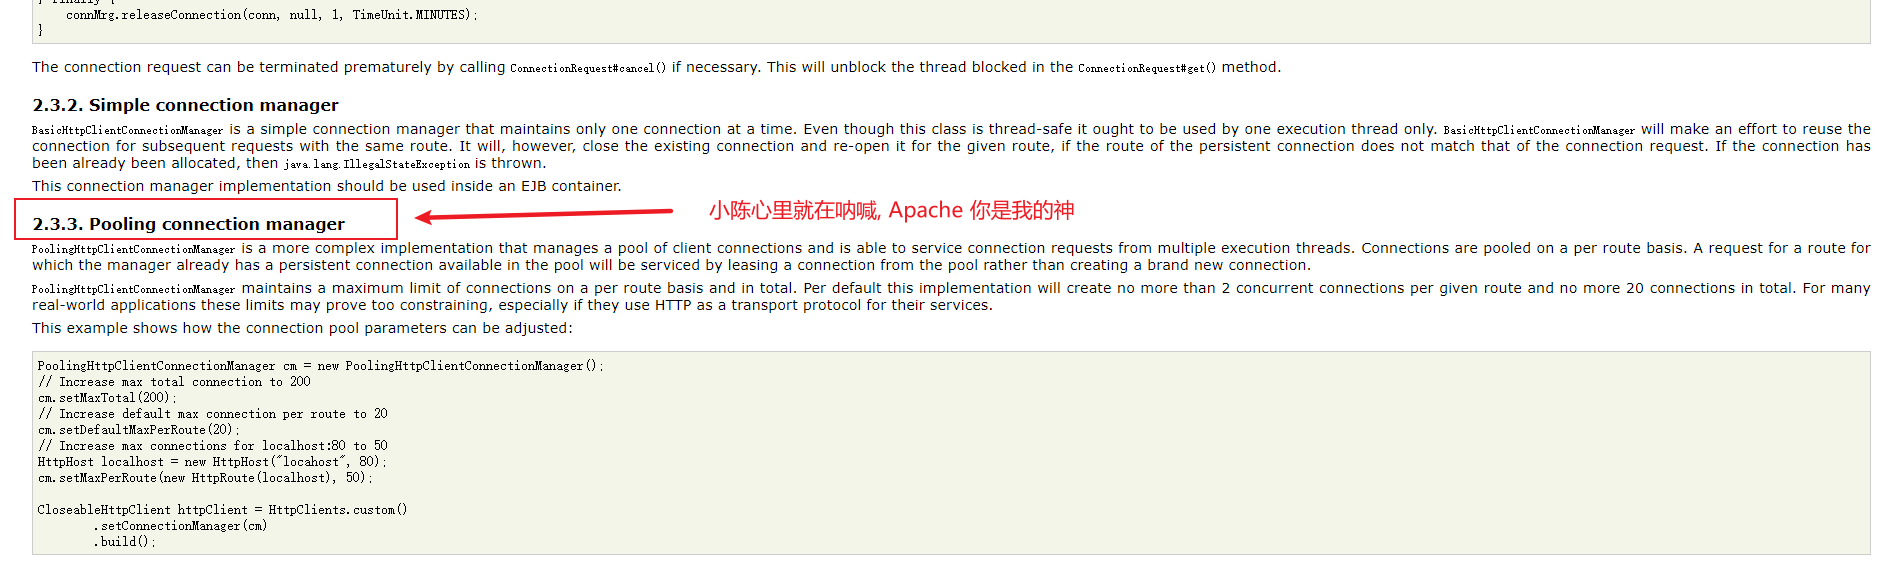 } finally {
connMrg.releaseConnection(conn, null, 1, TimeUnit.MINUTES);
}
The connection request can be terminated prematurely by calling ConnectionRequest#cancel() if necessary. This will unblock the thread blocked in the ConnectionRequest#get() method.
2.3.2. Simple connection manager
BasicHttpClientConnectionManager is a simple connection manager that maintains only one connection at a time. Even though this class is thread-safe it ought to be used by one execution thread only. BasicHttpClientConnectionManager will make an effort to reuse the
connection for subsequent requests with the same route. It will, however, close the existing connection and re-open it for the given route, if the route of the persistent connection does not match that of the connection request. If the connection has
been already been allocated, then java.lang.IllegalStateException is thrown.
This connection manager implementation should be used inside an EJB container.
2.3.3. Pooling connection manager
小陈心里就在呐喊, Apache 你是我的神
PoolingHttpClientConnectionManager is a more complex implementation that manages a pool of client connections and is able to service connection requests from multiple execution threads. Connections are pooled on a per route basis. A request for a route for
which the manager already has a persistent connection available in the pool will be serviced by leasing a connection from the pool rather than creating a brand new connection.
PoolingHttpClientConnectionManager maintains a maximum limit of connections on a per route basis and in total. Per default this implementation will create no more than 2 concurrent connections per given route and no more 20 connections in total. For many
real-world applications these limits may prove too constraining, especially if they use HTTP as a transport protocol for their services.
This example shows how the connection pool parameters can be adjusted:
PoolingHttpClientConnectionManager cm = new PoolingHttpClientConnectionManager();
// Increase max total connection to 200
cm.setMaxTotal(200);
// Increase default max connection per route to 20
cm.setDefaultMaxPerRoute(20);
// Increase max connections for localhost:80 to 50
HttpHost localhost = new HttpHost("locahost", 80);
cm.setMaxPerRoute(new HttpRoute(localhost), 50);
CloseableHttpClient httpClient = HttpClients.custom()
.setConnectionManager(cm)
.build();